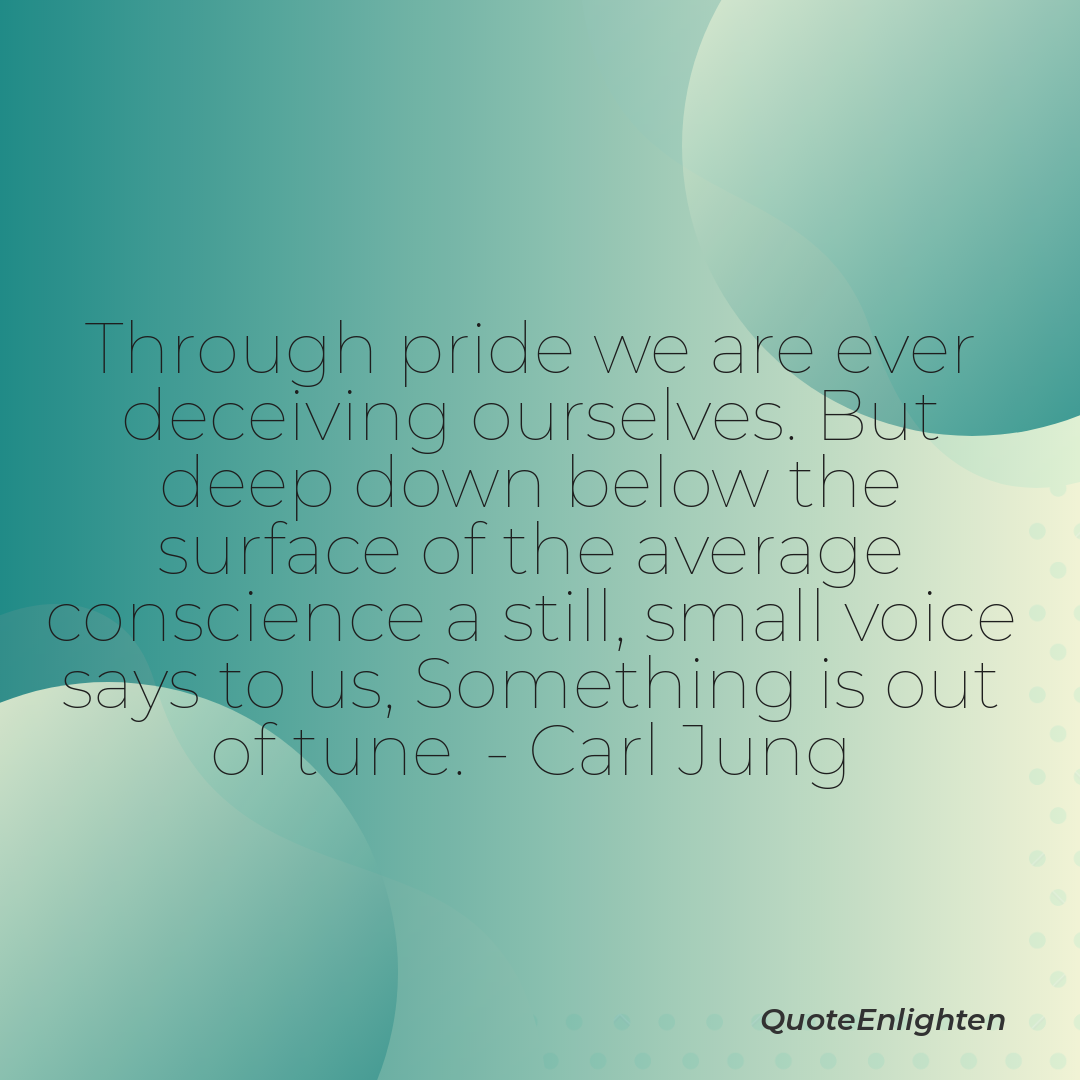 Through pride we are ever
deceiving ourselves. But
deep down below the
surface of the average
conscience a still, small voice
says to us, Something is out
of tune. - Carl Jung
QuoteEnlighten